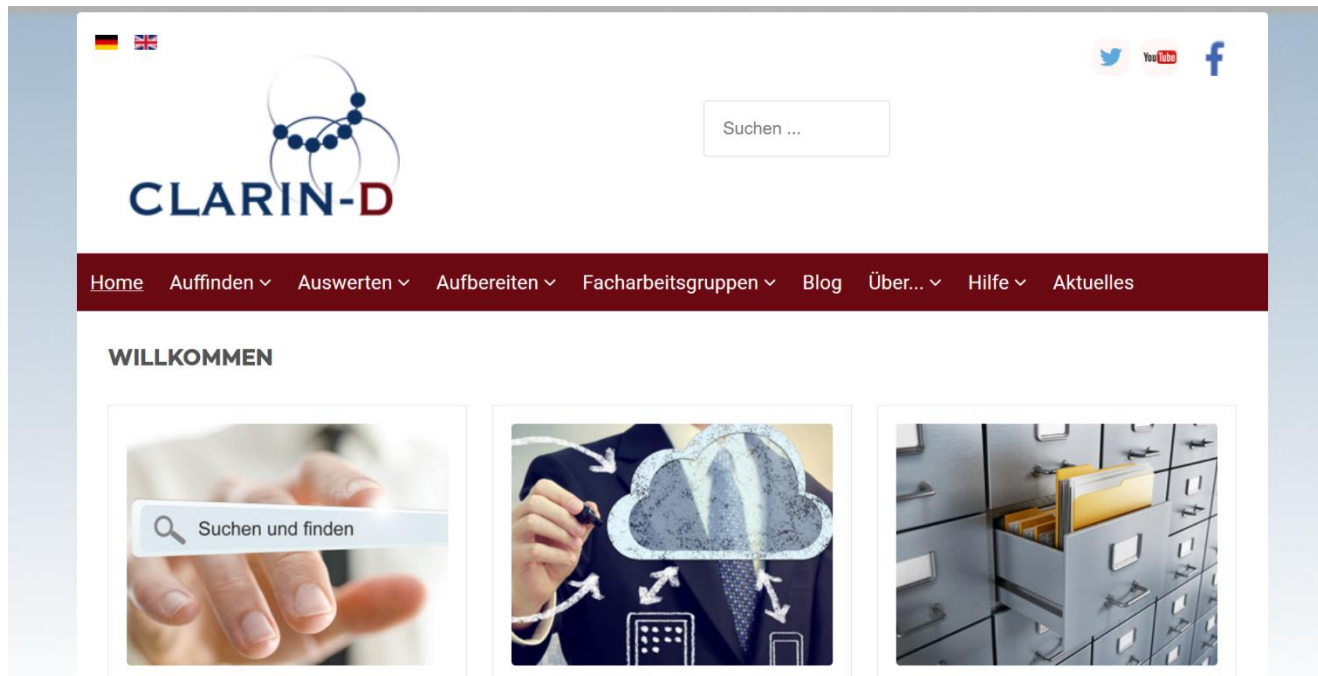 You Tube
Suchen ...
CLARIN-D
Home Auffinden Auswerten Aufbereiten Facharbeitsgruppen Blog Über... Hilfe Aktuelles
WILLKOMMEN
Suchen und finden